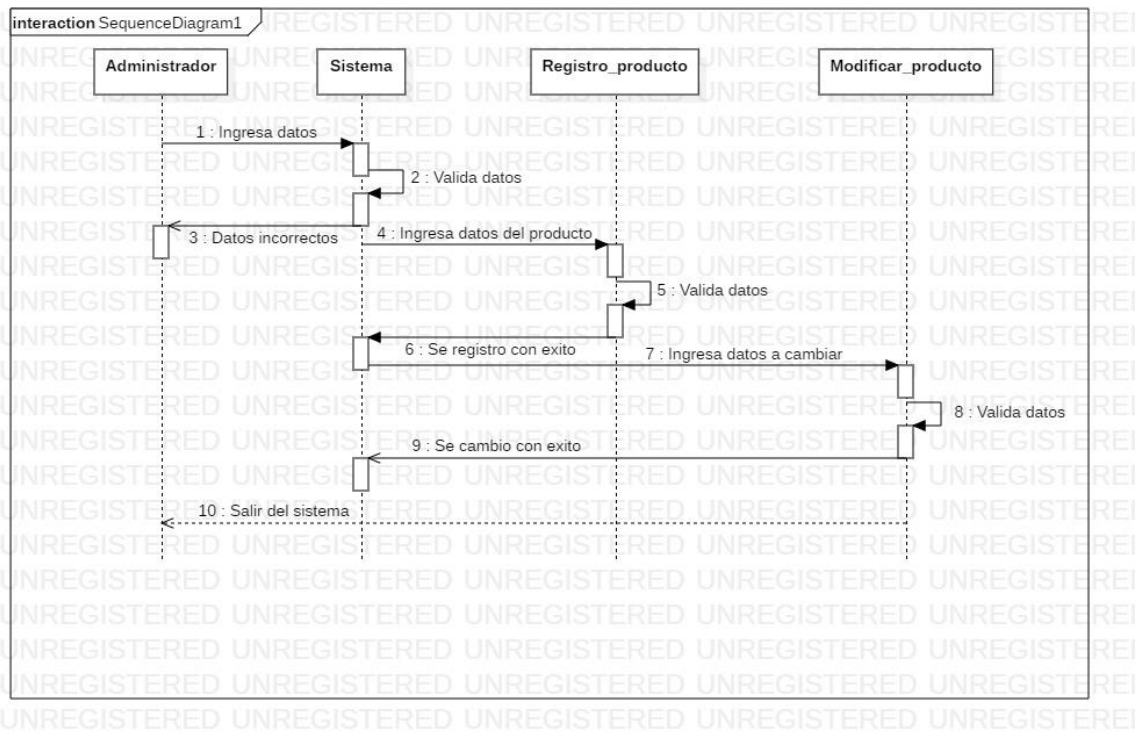 interaction SequenceDiagram1
Administrador
Sistema
Registro_producto
Modificar_producto
1 : Ingresa datos
2 : Valida datos
3 : Datos incorrectos
4 : Ingresa datos del producto
5 : Valida datos
6 : Se registro con exito
7 : Ingresa datos a cambiar
8 : Valida datos
9 : Se cambio con exito
10 : Salir del sistema
UNREGISTERED